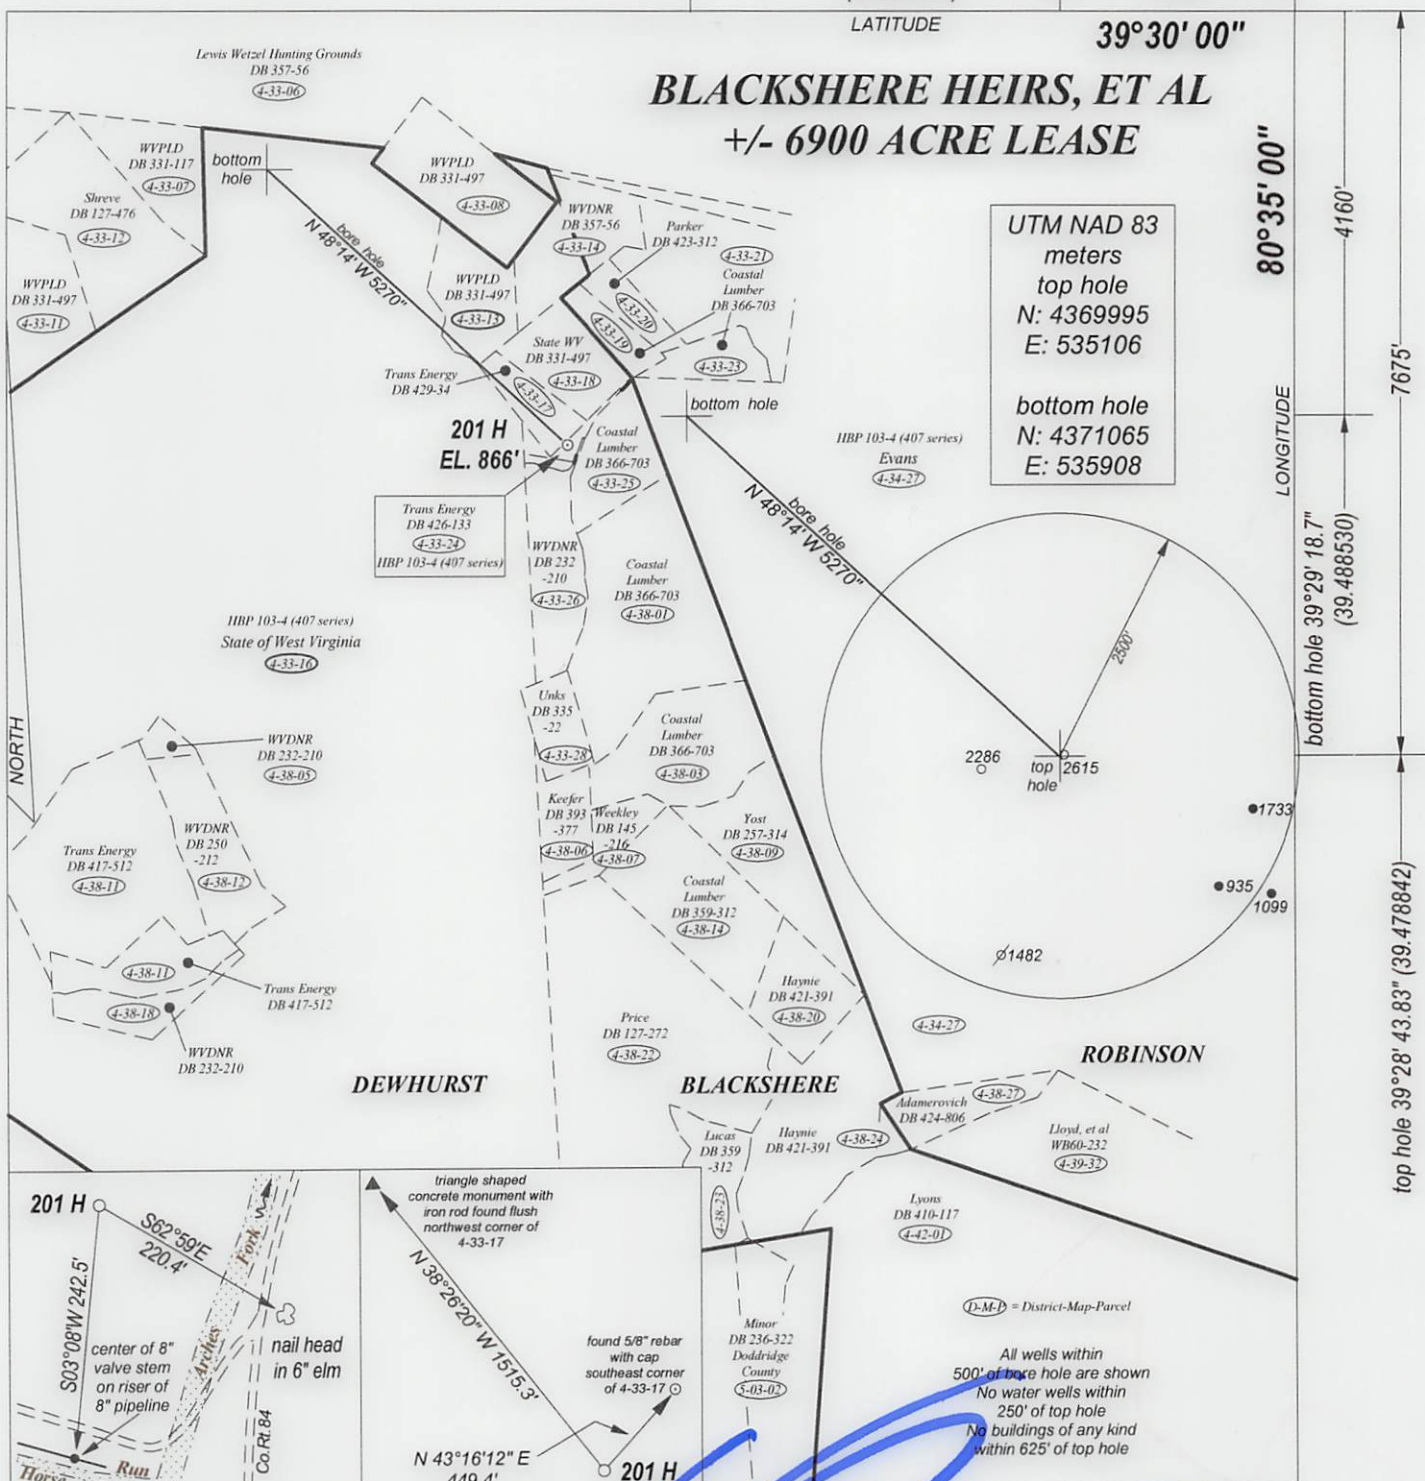 LATITUDE
39°30' 00"
BLACKSHERE HEIRS, ET AL
+/- 6900 ACRE LEASE
80°35' 00"
4160'
7675'
LONGITUDE
bottom hole 39°29' 18.7"
(39.488530)
top hole 39°28' 43.83" (39.478842)
UTM NAD 83
meters
top hole
N: 4369995
E: 535106
bottom hole
N: 4371065
E: 535908
Lewis Wetzel Hunting Grounds
DB 357-56
4-33-06
WVPLD
DB 331-117
4-33-07
bottom
hole
Shreve
DB 127-476
4-33-12
WVPLD
DB 331-497
4-33-11
WVPLD
DB 331-497
4-33-08
bore hole
N 48°14' W 5270"
WVPLD
DB 331-497
4-33-13
WVDNR
DB 357-56
4-33-14
Parker
DB 423-312
4-33-21
Coastal
Lumber
DB 366-703
4-33-20
4-33-19
4-33-23
State WV
DB 331-497
4-33-18
Trans Energy
DB 429-34
4-33-17
201 H
EL. 866'
Coastal
Lumber
DB 366-703
4-33-25
bottom hole
HBP 103-4 (407 series)
Evans
4-34-27
bore hole
N 48°14' W 5270"
Trans Energy
DB 426-133
4-33-24
HBP 103-4 (407 series)
WVDNR
DB 232
-210
4-33-26
Coastal
Lumber
DB 366-703
4-38-01
HBP 103-4 (407 series)
State of West Virginia
4-33-16
2500'
NORTH
Unks
DB 335
-22
4-33-28
Coastal
Lumber
DB 366-703
4-38-03
WVDNR
DB 232-210
4-38-05
2286
top
hole
2615
1733
935
1099
1482
Keefer
DB 393
-377
4-38-06
Weekley
DB 145
-216
4-38-07
Yost
DB 257-314
4-38-09
WVDNR
DB 250
-212
4-38-12
Trans Energy
DB 417-512
4-38-11
Coastal
Lumber
DB 359-312
4-38-14
4-38-11
Trans Energy
DB 417-512
4-38-18
WVDNR
DB 232-210
Haynie
DB 421-391
4-38-20
Price
DB 127-272
4-38-22
4-34-27
DEWHURST
BLACKSHERE
ROBINSON
Adamerovich
DB 424-806
4-38-27
Lucas
DB 359
-312
4-38-23
Haynie
DB 421-391
4-38-24
Lloyd, et al
WB60-232
4-39-32
Lyons
DB 410-117
4-42-01
201 H
S62°59'E
220.4'
S03°08'W 242.5'
center of 8"
valve stem
on riser of
8" pipeline
nail head
in 6" elm
Arches
Fork
Run
Co.Rt.84
triangle shaped
concrete monument with
iron rod found flush
northwest corner of
4-33-17
N 38°26'20" W 1515.3'
found 5/8" rebar
with cap
southeast corner
of 4-33-17
N 43°16'12" E
449.4'
201 H
Minor
DB 236-322
Doddridge
County
5-03-02
D-M-P = District-Map-Parcel
All wells within
500' of bore hole are shown
No water wells within
250' of top hole
No buildings of any kind
within 625' of top hole